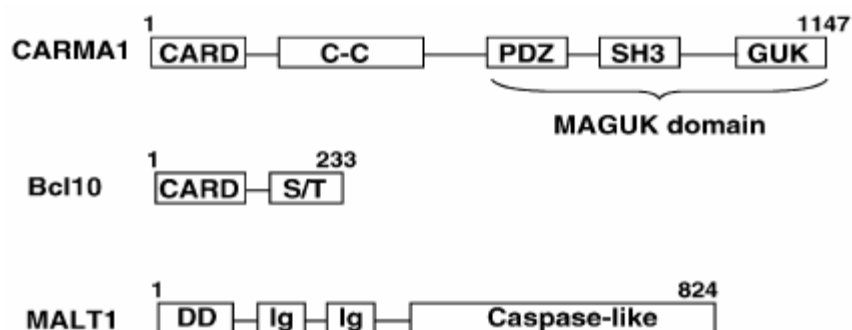 1 1147
CARMA1 CARD C-C PDZ SH3 GUK
MAGUK domain
1 233
Bcl10 CARD S/T
1 824
MALT1 DD Ig Ig Caspase-like